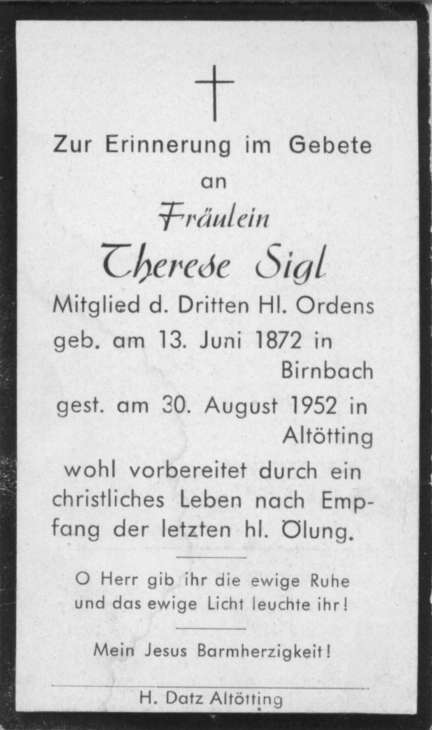 Zur Erinnerung im Gebete
an
Fräulein
Therese Sigl
Mitglied d. Dritten Hl. Ordens
geb. am 13. Juni 1872 in
Birnbach
gest. am 30. August 1952 in
Altötting
wohl vorbereitet durch ein
christliches Leben nach Emp-
fang der letzten hl. Ölung.
O Herr gib ihr die ewige Ruhe
und das ewige Licht leuchte ihr!
Mein Jesus Barmherzigkeit!
H. Datz Altötting